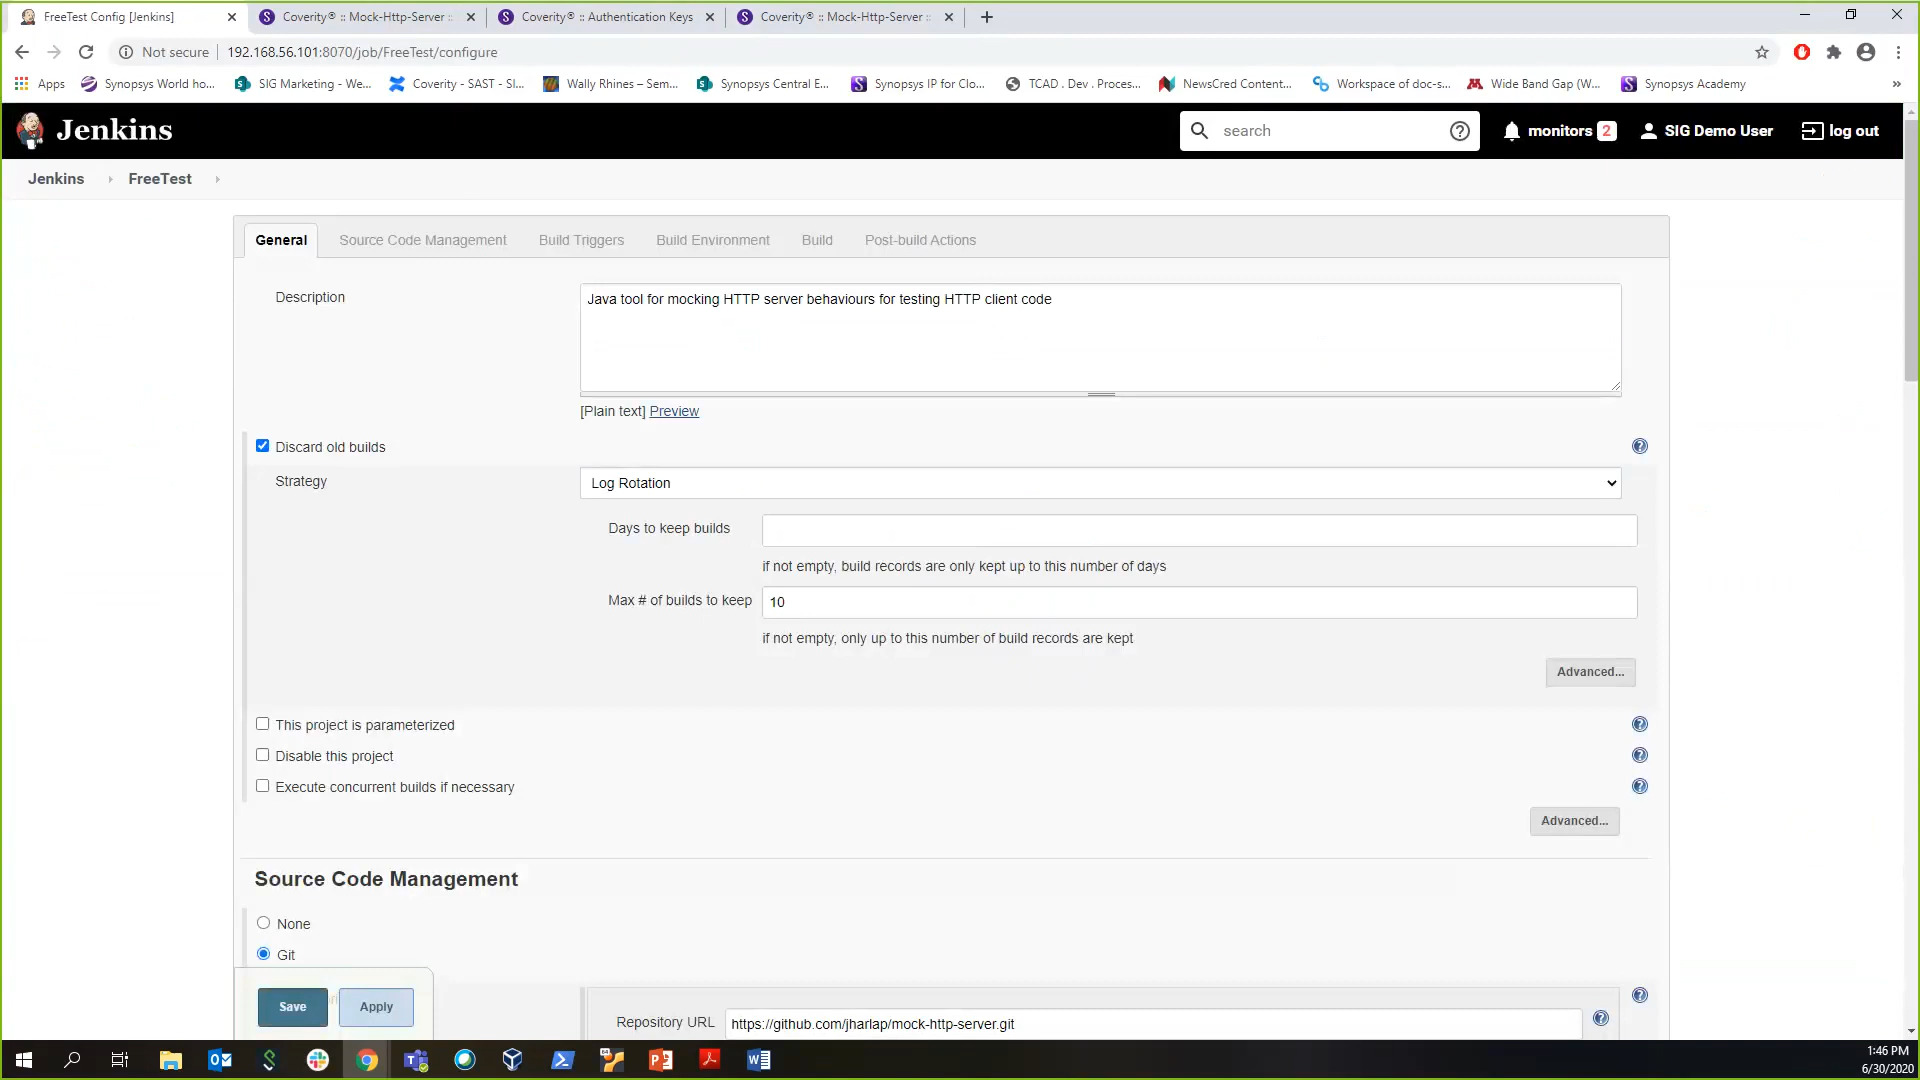 FreeTest Config [Jenkins]
Coverity® :: Mock-Http-Server ::
Coverity® :: Authentication Keys
Coverity® :: Mock-Http-Server ::
Not secure
192.168.56.101:8070/job/FreeTest/configure
Apps
Synopsys World ho...
SIG Marketing - We...
Coverity - SAST - SI...
Wally Rhines – Sem...
Synopsys Central E...
Synopsys IP for Clo...
TCAD . Dev . Proces...
NewsCred Content...
Workspace of doc-s...
Wide Band Gap (W...
Synopsys Academy
»
Jenkins
search
monitors 2
SIG Demo User
log out
Jenkins
FreeTest
General
Source Code Management
Build Triggers
Build Environment
Build
Post-build Actions
Description
Java tool for mocking HTTP server behaviours for testing HTTP client code
[Plain text] Preview
Discard old builds
Strategy
Log Rotation
Days to keep builds
if not empty, build records are only kept up to this number of days
Max # of builds to keep
10
if not empty, only up to this number of build records are kept
Advanced...
This project is parameterized
Disable this project
Execute concurrent builds if necessary
Advanced...
Source Code Management
None
Git
Save
Apply
Repository URL
https://github.com/jharlap/mock-http-server.git
1:46 PM
6/30/2020